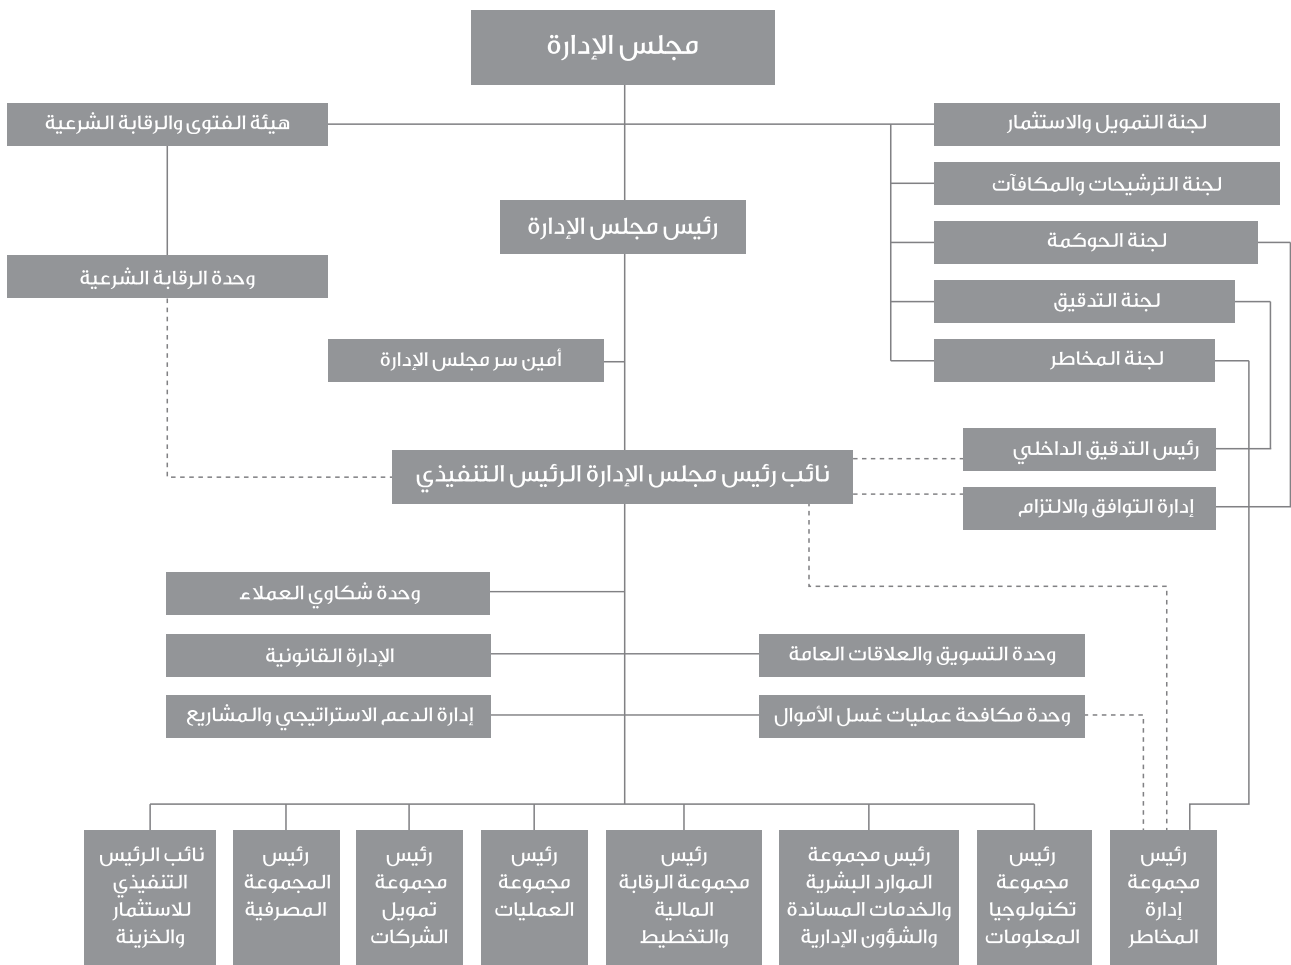 مجلس الإدارة
لجنة التمويل والاستثمار
هيئة الفتوى والرقابة الشرعية
لجنة الترشيحات والمكافآت
رئيس مجلس الإدارة
لجنة الحوكمة
وحدة الرقابة الشرعية
لجنة التدقيق
لجنة المخاطر
أمين سر مجلس الإدارة
رئيس التدقيق الداخلي
نائب رئيس مجلس الإدارة الرئيس التنفيذي
إدارة التوافق والالتزام
وحدة شكاوي العملاء
وحدة التسويق والعلاقات العامة
الإدارة القانونية
وحدة مكافحة عمليات غسل الأموال
إدارة الدعم الاستراتيجي والمشاريع
رئيس
مجموعة
إدارة
المخاطر
رئيس
مجموعة
تكنولوجيا
المعلومات
رئيس مجموعة
الموارد البشرية
والخدمات المساندة
والشؤون الإدارية
رئيس
مجموعة الرقابة
المالية
والتخطيط
رئيس
مجموعة
العمليات
رئيس
مجموعة
تمويل
الشركات
رئيس
المجموعة
المصرفية
نائب الرئيس
التنفيذي
للاستثمار
والخزينة